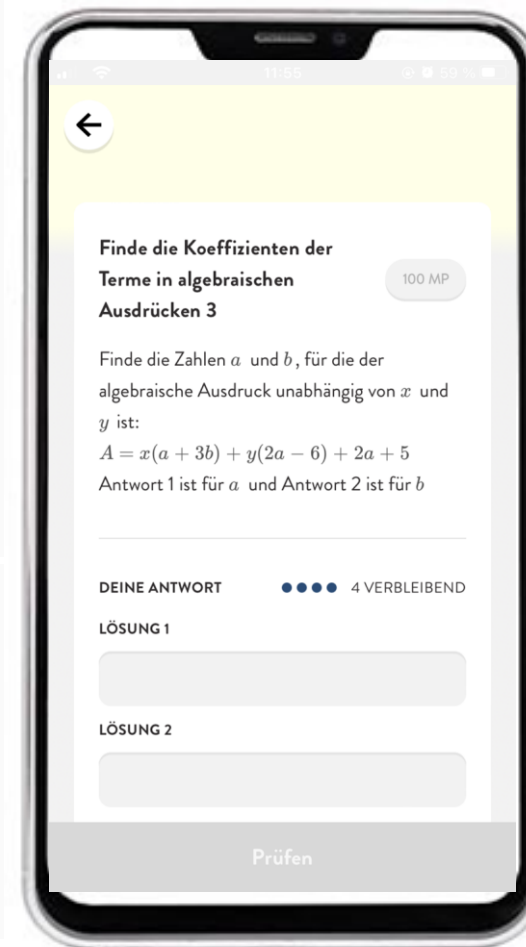 11:55
59 %
Finde die Koeffizienten der
Terme in algebraischen
Ausdrücken 3
100 MP
Finde die Zahlen a und b, für die der
algebraische Ausdruck unabhängig von x und
y ist:
A = x(a + 3b) + y(2a − 6) + 2a + 5
Antwort 1 ist für a und Antwort 2 ist für b
DEINE ANTWORT
4 VERBLEIBEND
LÖSUNG 1
LÖSUNG 2
Prüfen